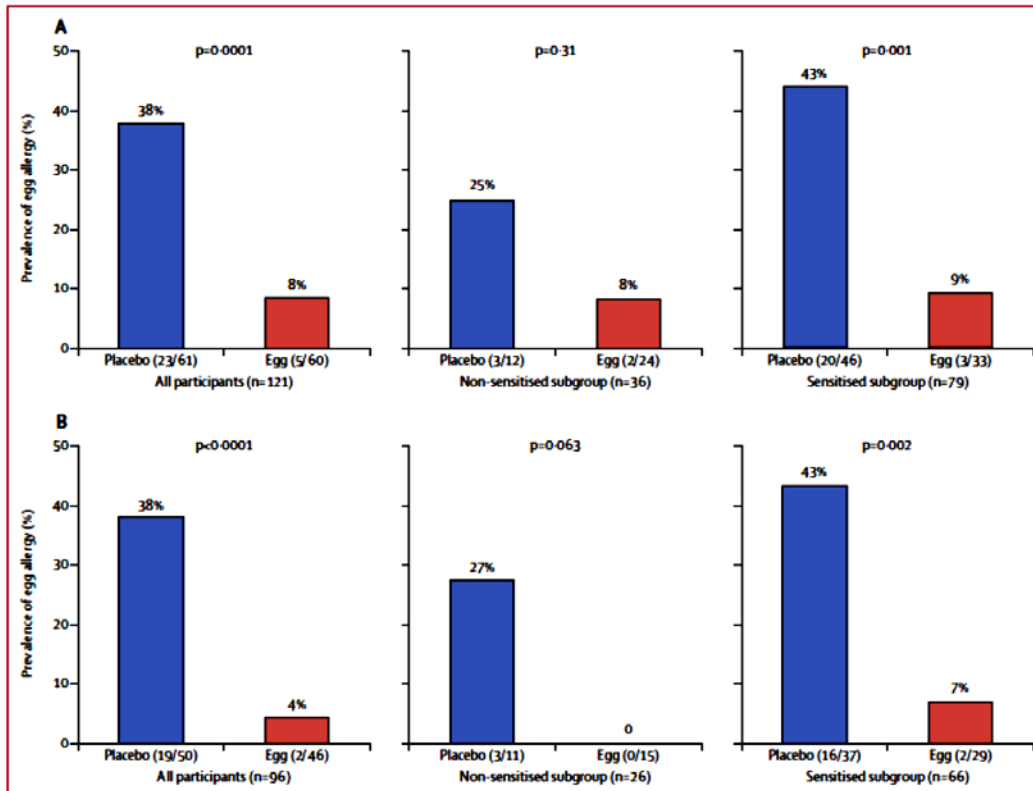 A
p=0·0001
p=0·31
p=0·001
Prevalence of egg allergy (%)
50
40
30
20
10
0
38%
8%
25%
8%
43%
9%
Placebo (23/61) Egg (5/60)
All participants (n=121)
Placebo (3/12) Egg (2/24)
Non-sensitised subgroup (n=36)
Placebo (20/46) Egg (3/33)
Sensitised subgroup (n=79)
B
p<0·0001
p=0·063
p=0·002
Prevalence of egg allergy (%)
50
40
30
20
10
0
38%
4%
27%
0
43%
7%
Placebo (19/50) Egg (2/46)
All participants (n=96)
Placebo (3/11) Egg (0/15)
Non-sensitised subgroup (n=26)
Placebo (16/37) Egg (2/29)
Sensitised subgroup (n=66)